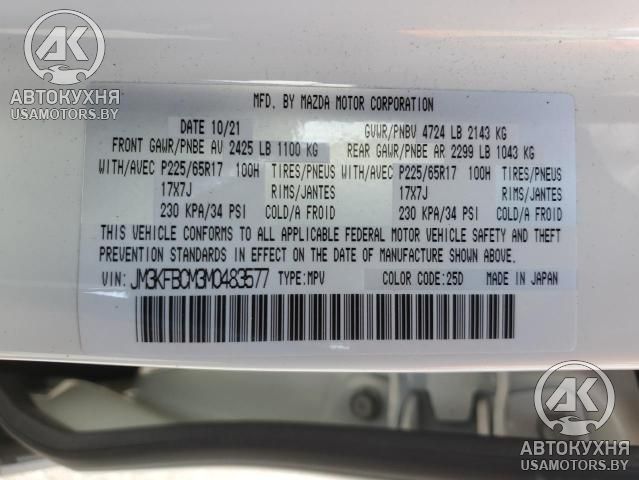 AK
АВТОКУХНЯ
USAMOTORS.BY
MFD. BY MAZDA MOTOR CORPORATION
DATE 10/21 GVWR/PNBV 4724 LB 2143 KG
FRONT GAWR/PNBE AV 2425 LB 1100 KG REAR GAWR/PNBE AR 2299 LB 1043 KG
WITH/AVEC P225/65R17 100H TIRES/PNEUS WITH/AVEC P225/65R17 100H TIRES/PNEUS
17X7J RIMS/JANTES 17X7J RIMS/JANTES
230 KPA/34 PSI COLD/A FROID 230 KPA/34 PSI COLD/A FROID
THIS VEHICLE CONFORMS TO ALL APPLICABLE FEDERAL MOTOR VEHICLE SAFETY AND THEFT
PREVENTION STANDARDS IN EFFECT ON THE DATE OF MANUFACTURE SHOWN ABOVE.
VIN: JM3KFBCM3M0483577 TYPE:MPV COLOR CODE:25D MADE IN JAPAN
AK
АВТОКУХНЯ
USAMOTORS.BY